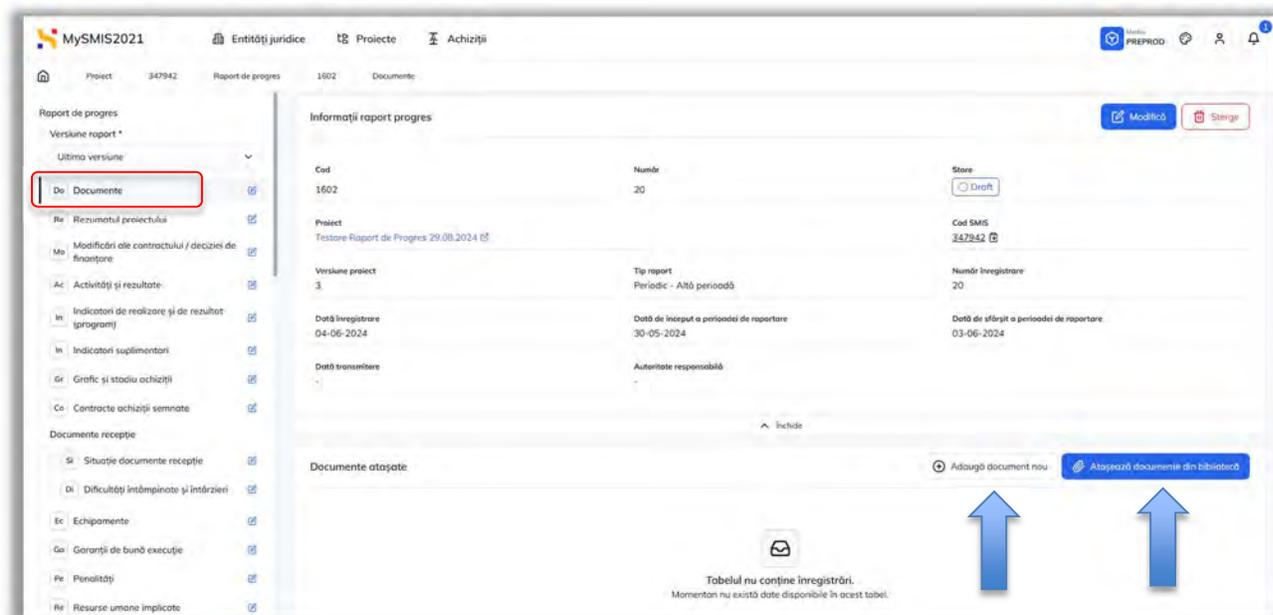 MySMIS2021
Entități juridice
Proiecte
Achiziții
Mediu
PREPROD
1
Proiect
347942
Raport de progres
1602
Documente
Raport de progres
Versiune raport *
Ultima versiune
Do Documente
Re Rezumatul proiectului
Mo Modificări ale contractului / deciziei de
finanțare
Ac Activități și rezultate
In Indicatori de realizare și de rezultat
(program)
In Indicatori suplimentari
Gr Grafic și stadiu achiziții
Co Contracte achiziții semnate
Documente recepție
Si Situație documente recepție
Di Dificultăți întâmpinate și întârzieri
Ec Echipamente
Ga Garanții de bună execuție
Pe Penalități
Re Resurse umane implicate
Informații raport progres
Modifică
Șterge
Cod
Număr
Stare
1602
20
Draft
Proiect
Cod SMIS
Testare Raport de Progres 29.08.2024
347942
Versiune proiect
Tip raport
Număr înregistrare
3
Periodic - Altă perioadă
20
Dată înregistrare
Dată de început a perioadei de raportare
Dată de sfârșit a perioadei de raportare
04-06-2024
30-05-2024
03-06-2024
Dată transmitere
Autoritate responsabilă
-
-
Închide
Documente atașate
Adaugă document nou
Atașează documente din bibliotecă
Tabelul nu conține înregistrări.
Momentan nu există date disponibile în acest tabel.